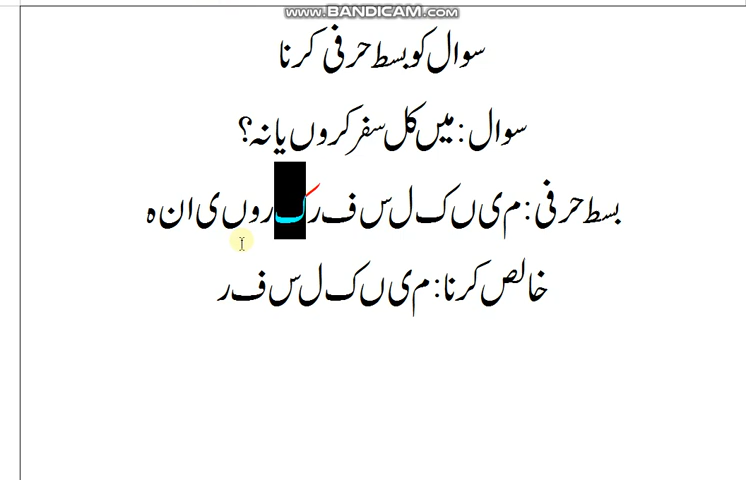 www.BANDICAM.com
سوال کو بسط حرفی کرنا
سوال : میں کل سفر کروں یا نہ ؟
بسط حرفی : م ی ں ک ل س ف ر ک ر و ں ی ا ن ہ
خالص کرنا : م ی ں ک ل س ف ر